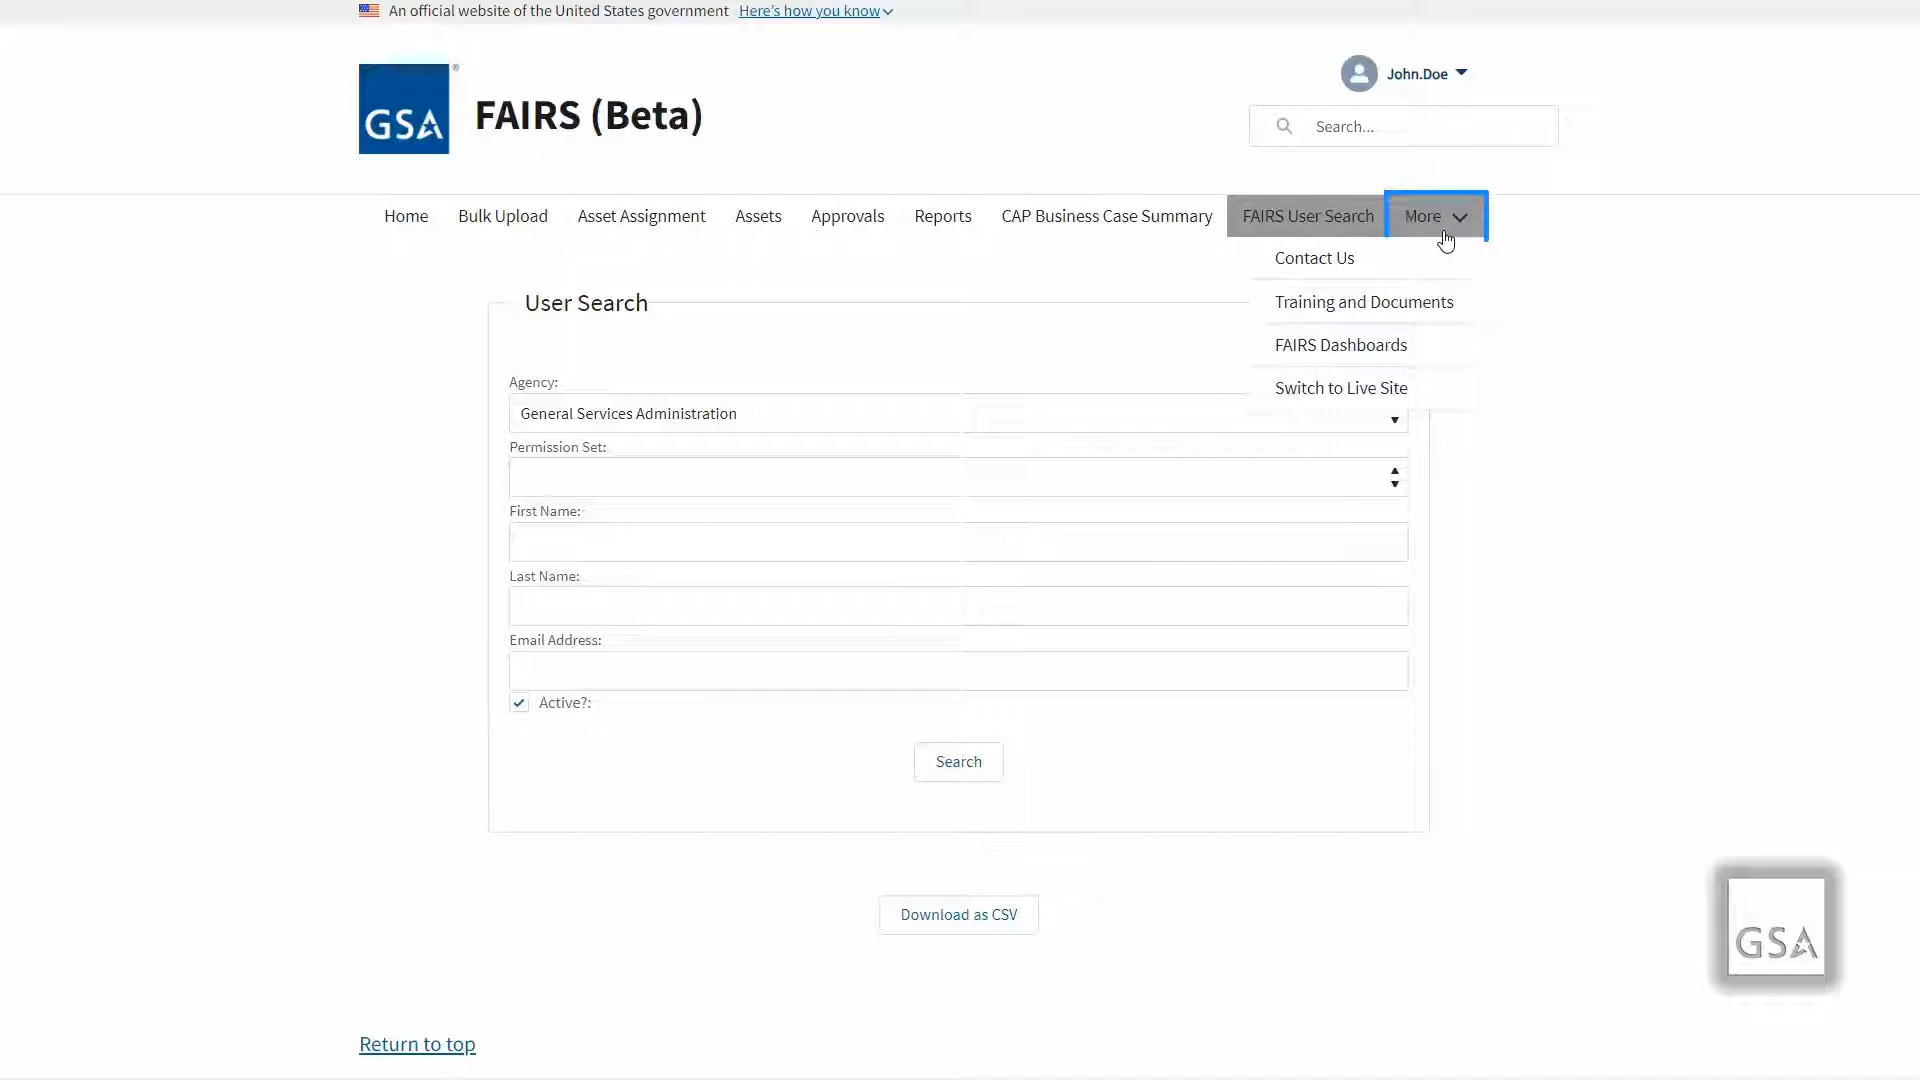 An official website of the United States government Here's how you know
GSA ®
FAIRS (Beta)
John.Doe
Search...
Home Bulk Upload Asset Assignment Assets Approvals Reports CAP Business Case Summary FAIRS User Search More
Contact Us
Training and Documents
FAIRS Dashboards
Switch to Live Site
User Search
Agency:
General Services Administration
Permission Set:
First Name:
Last Name:
Email Address:
Active?:
Search
Download as CSV
GSA
Return to top